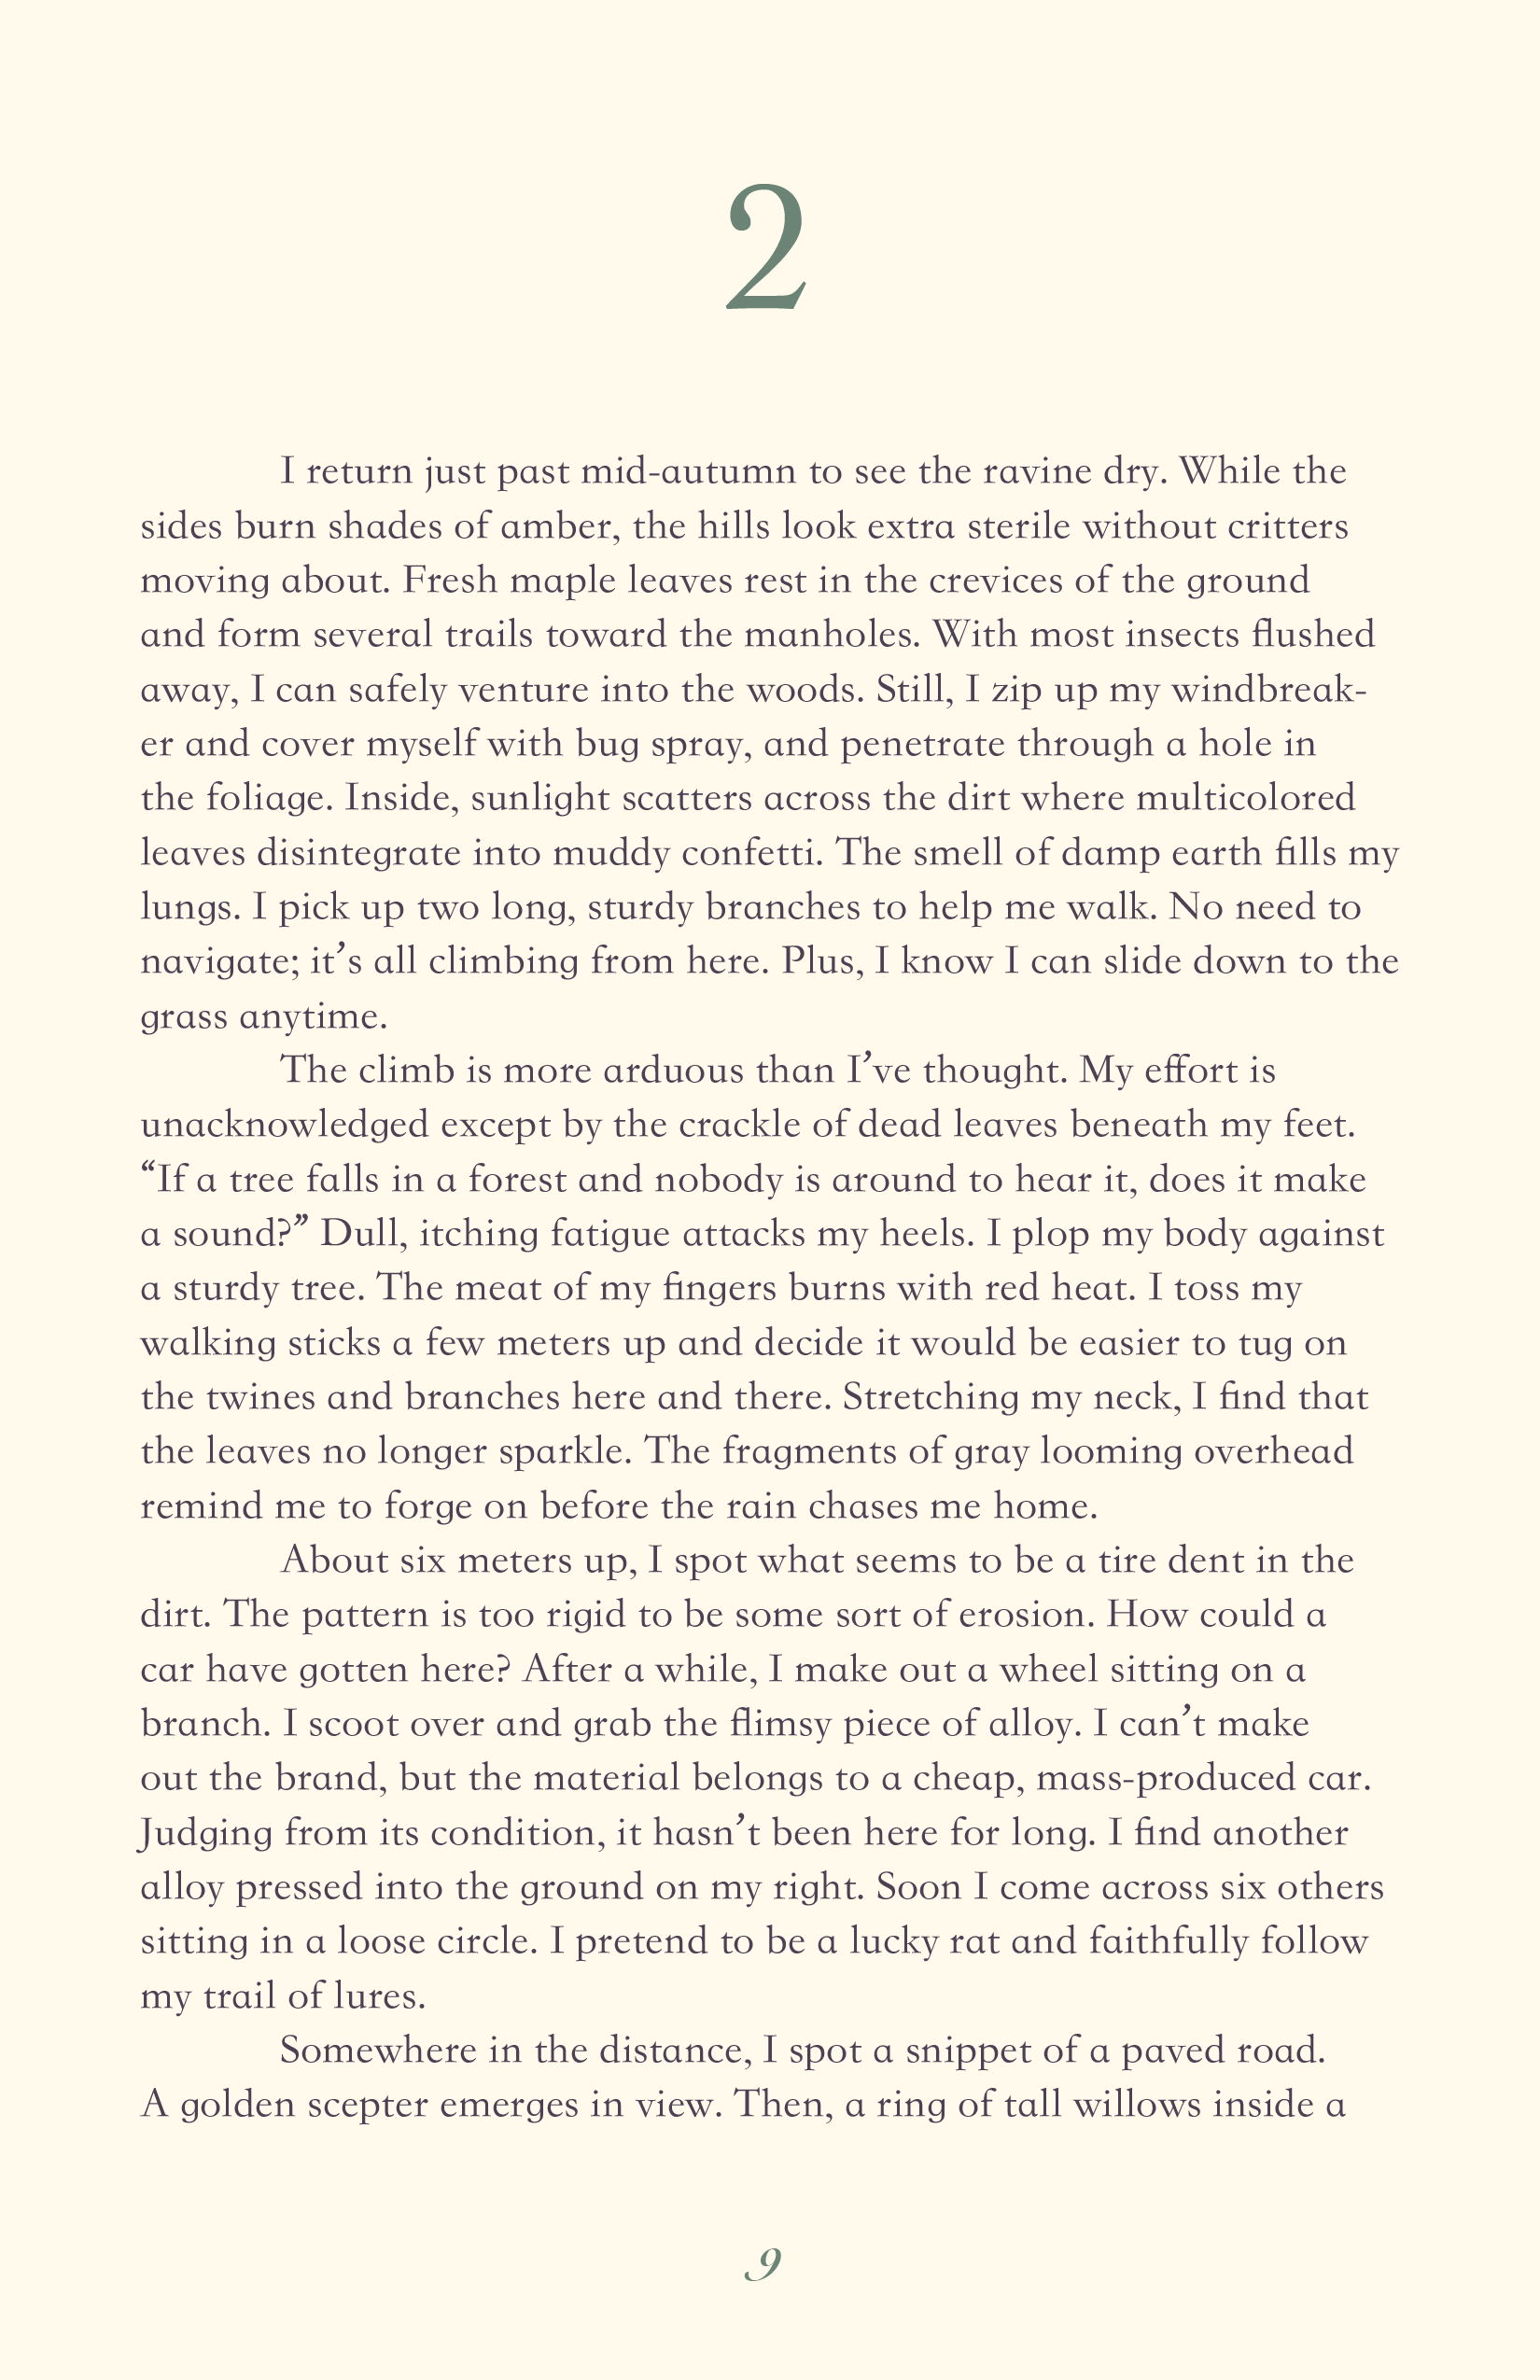 2
I return just past mid-autumn to see the ravine dry. While the
sides burn shades of amber, the hills look extra sterile without critters
moving about. Fresh maple leaves rest in the crevices of the ground
and form several trails toward the manholes. With most insects flushed
away, I can safely venture into the woods. Still, I zip up my windbreak-
er and cover myself with bug spray, and penetrate through a hole in
the foliage. Inside, sunlight scatters across the dirt where multicolored
leaves disintegrate into muddy confetti. The smell of damp earth fills my
lungs. I pick up two long, sturdy branches to help me walk. No need to
navigate; it’s all climbing from here. Plus, I know I can slide down to the
grass anytime.
The climb is more arduous than I’ve thought. My effort is
unacknowledged except by the crackle of dead leaves beneath my feet.
“If a tree falls in a forest and nobody is around to hear it, does it make
a sound?” Dull, itching fatigue attacks my heels. I plop my body against
a sturdy tree. The meat of my fingers burns with red heat. I toss my
walking sticks a few meters up and decide it would be easier to tug on
the twines and branches here and there. Stretching my neck, I find that
the leaves no longer sparkle. The fragments of gray looming overhead
remind me to forge on before the rain chases me home.
About six meters up, I spot what seems to be a tire dent in the
dirt. The pattern is too rigid to be some sort of erosion. How could a
car have gotten here? After a while, I make out a wheel sitting on a
branch. I scoot over and grab the flimsy piece of alloy. I can’t make
out the brand, but the material belongs to a cheap, mass-produced car.
Judging from its condition, it hasn’t been here for long. I find another
alloy pressed into the ground on my right. Soon I come across six others
sitting in a loose circle. I pretend to be a lucky rat and faithfully follow
my trail of lures.
Somewhere in the distance, I spot a snippet of a paved road.
A golden scepter emerges in view. Then, a ring of tall willows inside a
9